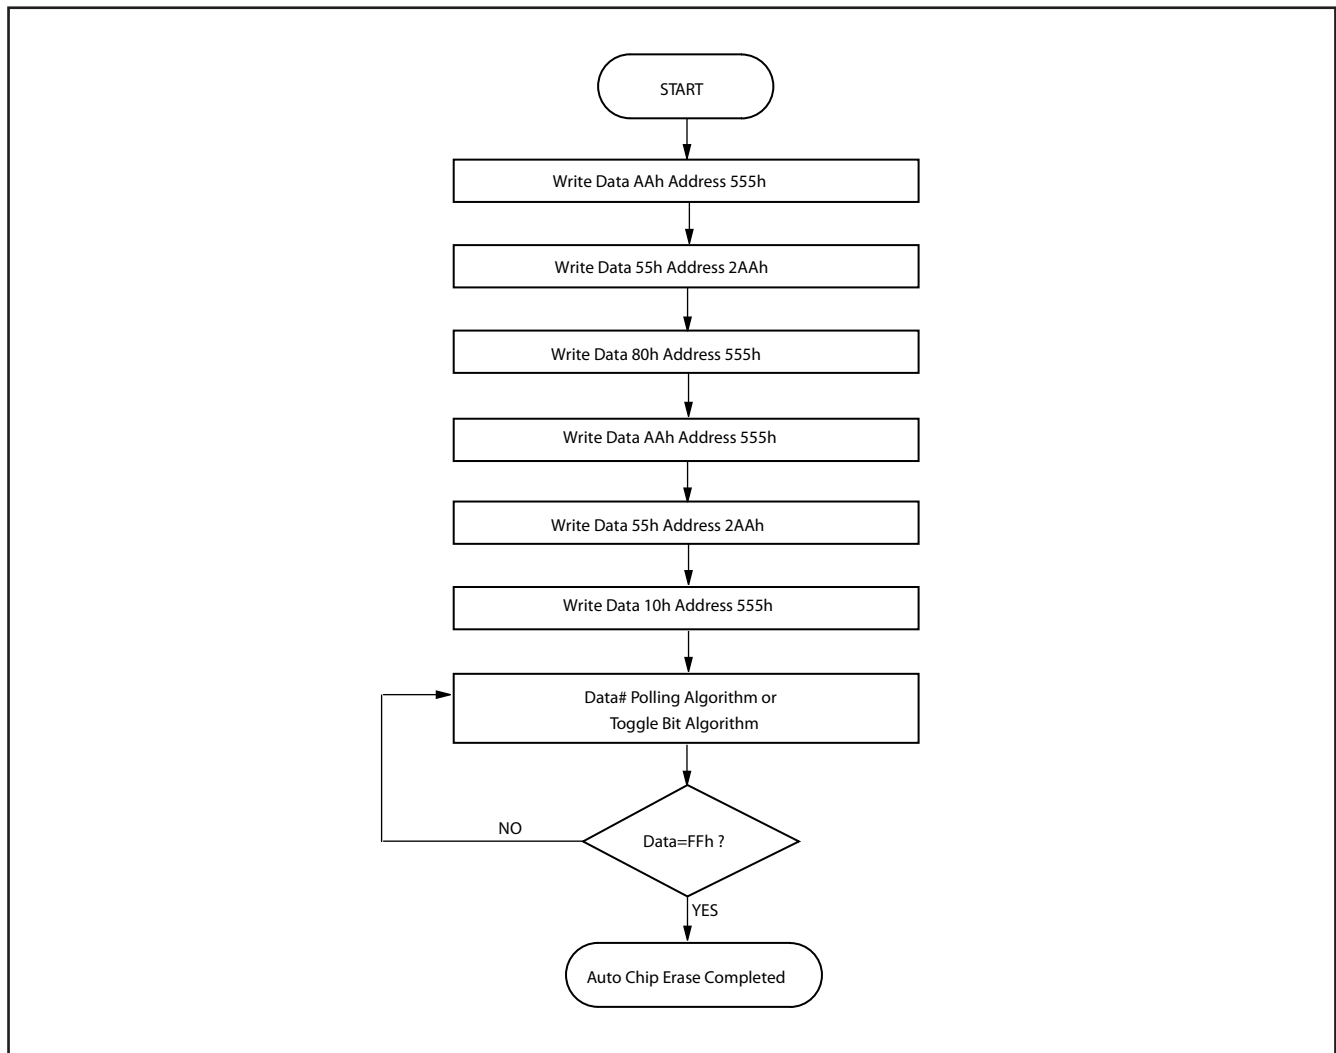 START
Write Data AAh Address 555h
Write Data 55h Address 2AAh
Write Data 80h Address 555h
Write Data AAh Address 555h
Write Data 55h Address 2AAh
Write Data 10h Address 555h
Data# Polling Algorithm or
Toggle Bit Algorithm
NO
Data=FFh ?
YES
Auto Chip Erase Completed